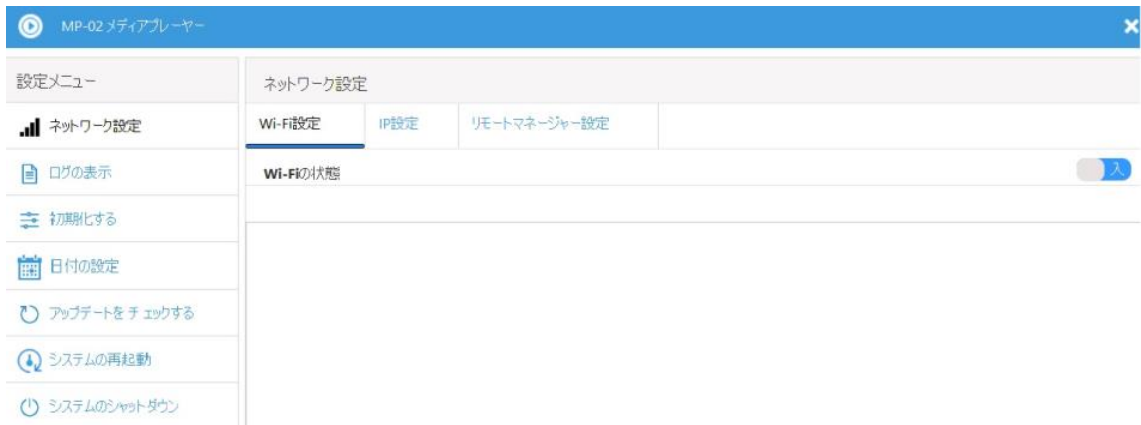 MP-02 メディアプレーヤー
設定メニュー
ネットワーク設定
ログの表示
初期化する
日付の設定
アップデートを チェックする
システムの再起動
システムのシャットダウン
ネットワーク設定
Wi-Fi設定 IP設定 リモートマネージャー設定
Wi-Fiの状態 入